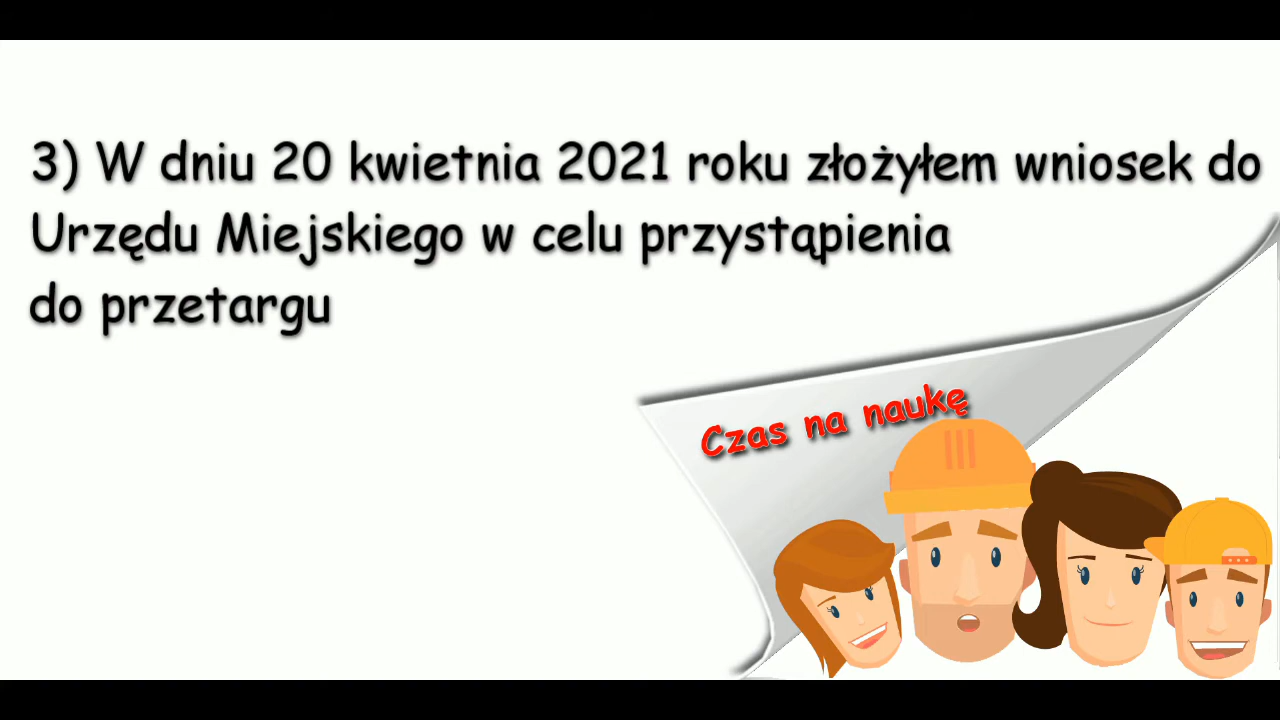 3) W dniu 20 kwietnia 2021 roku złożyłem wniosek do
Urzędu Miejskiego w celu przystąpienia
do przetargu
Czas na naukę